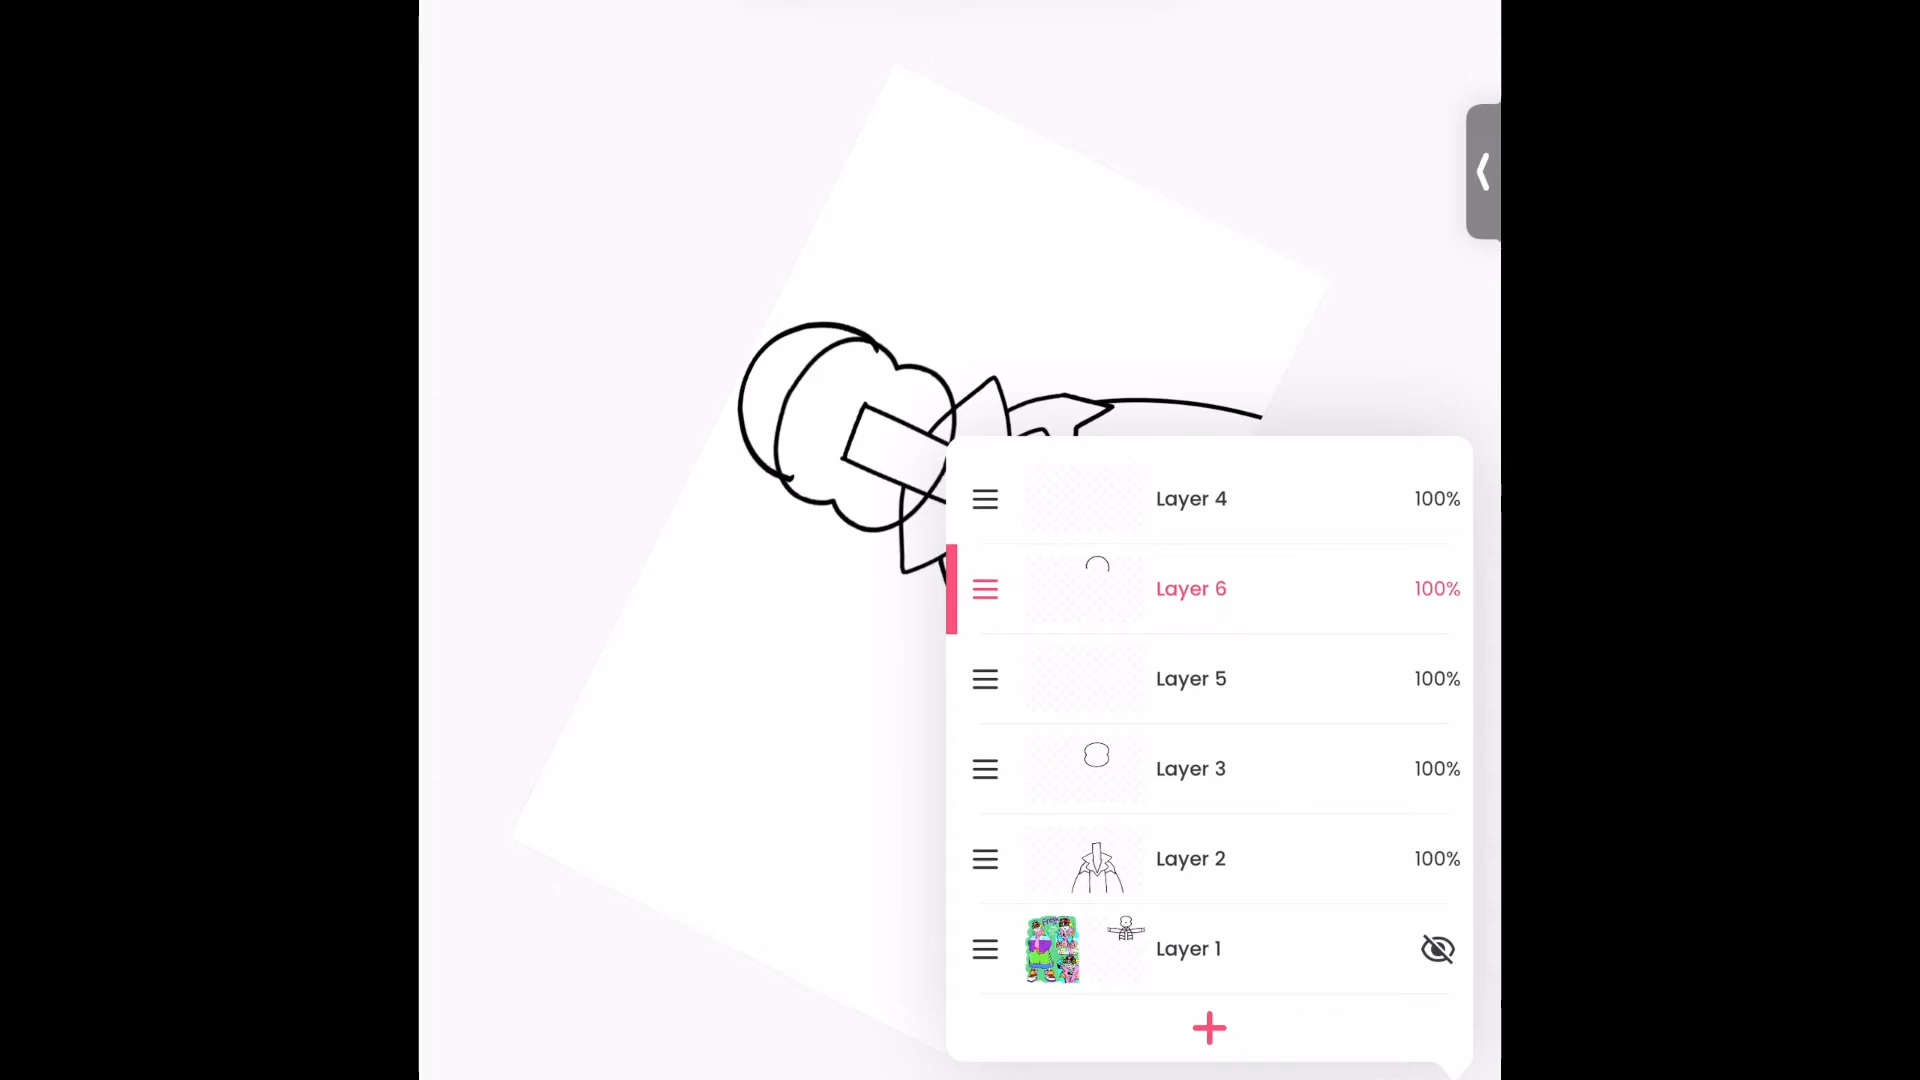 Layer 4 100%
Layer 6 100%
Layer 5 100%
Layer 3 100%
Layer 2 100%
Layer 1